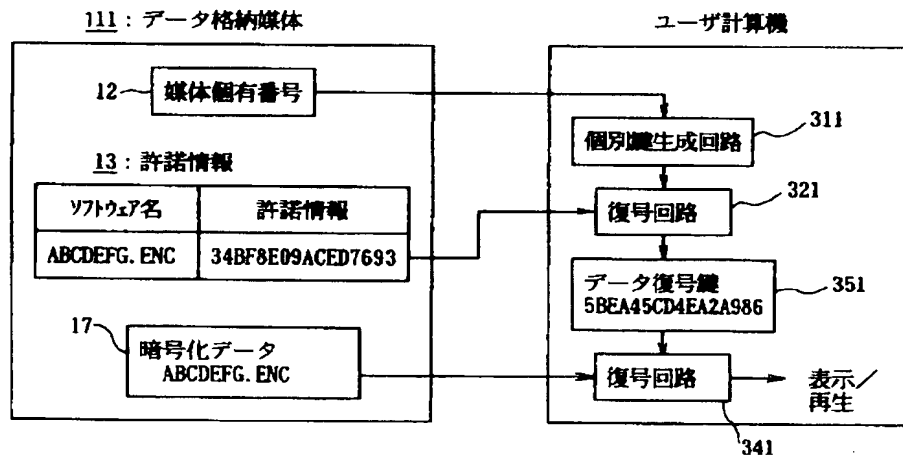 111：データ格納媒体
ユーザ計算機
12
媒体個有番号
311
個別鍵生成回路
13：許諾情報
321
ソフトウェア名
許諾情報
復号回路
ABCDEFG.ENC
34BF8E09ACED7693
データ復号鍵
5BEA45CD4EA2A986
351
17
暗号化データ
ABCDEFG.ENC
復号回路
表示／
再生
341